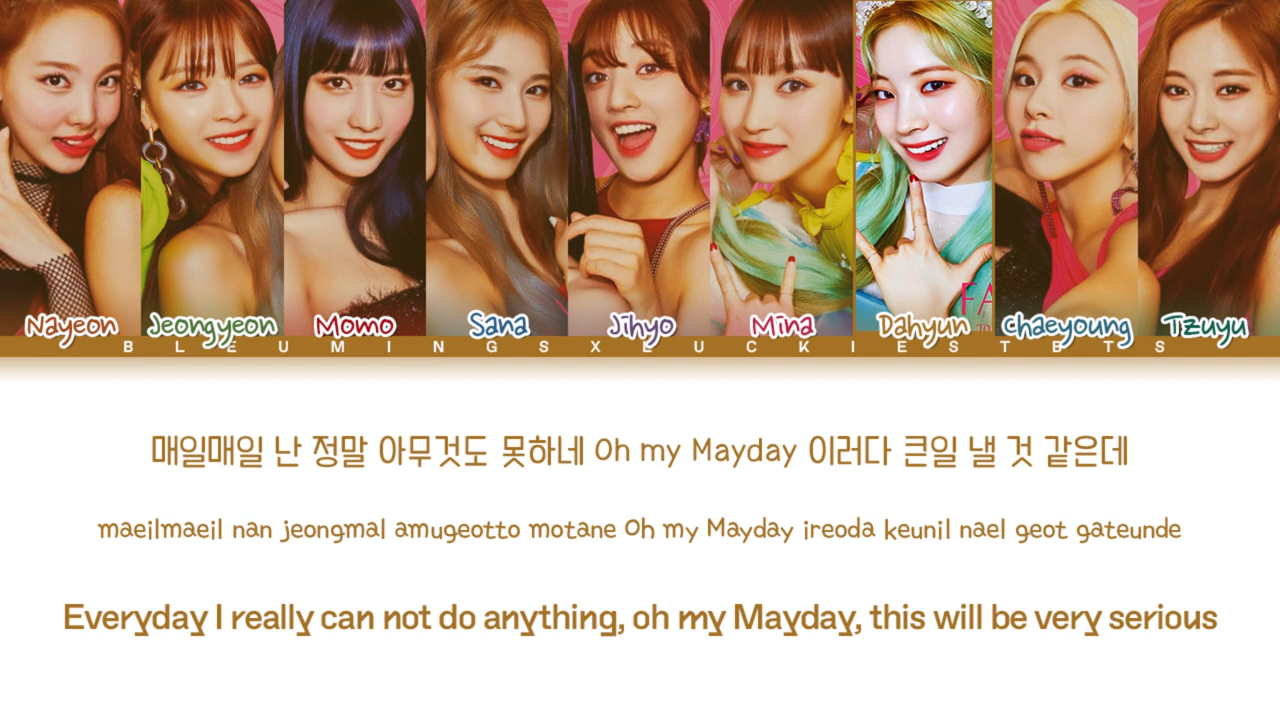 FA
20
Nayeon Jeongyeon Momo Sana Jihyo Mina Dahyun Chaeyoung Tzuyu
BLEUMINGSXLUCKIESTBTS
매일매일 난 정말 아무것도 못하네 Oh my Mayday 이러다 큰일 낼 것 같은데
maeilmaeil nan jeongmal amugeotto motane Oh my Mayday ireoda keunil nael geot gateunde
Everyday I really can not do anything, oh my Mayday, this will be very serious